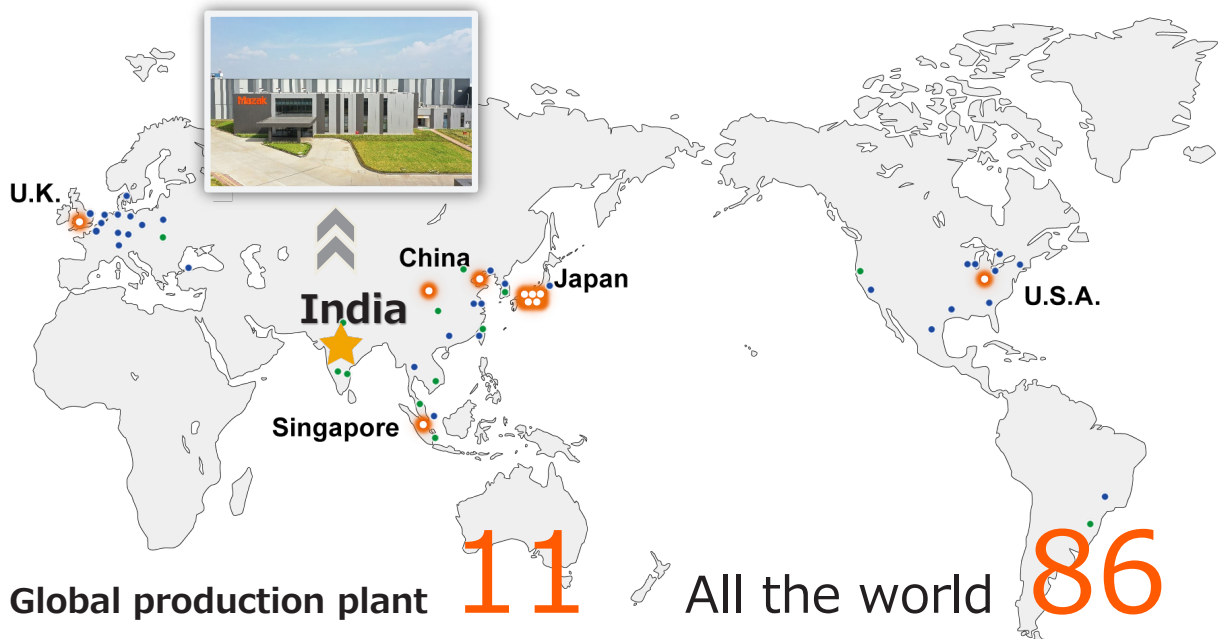 Mazak
U.K.
China
Japan
India
U.S.A.
Singapore
Global production plant 11
All the world 86